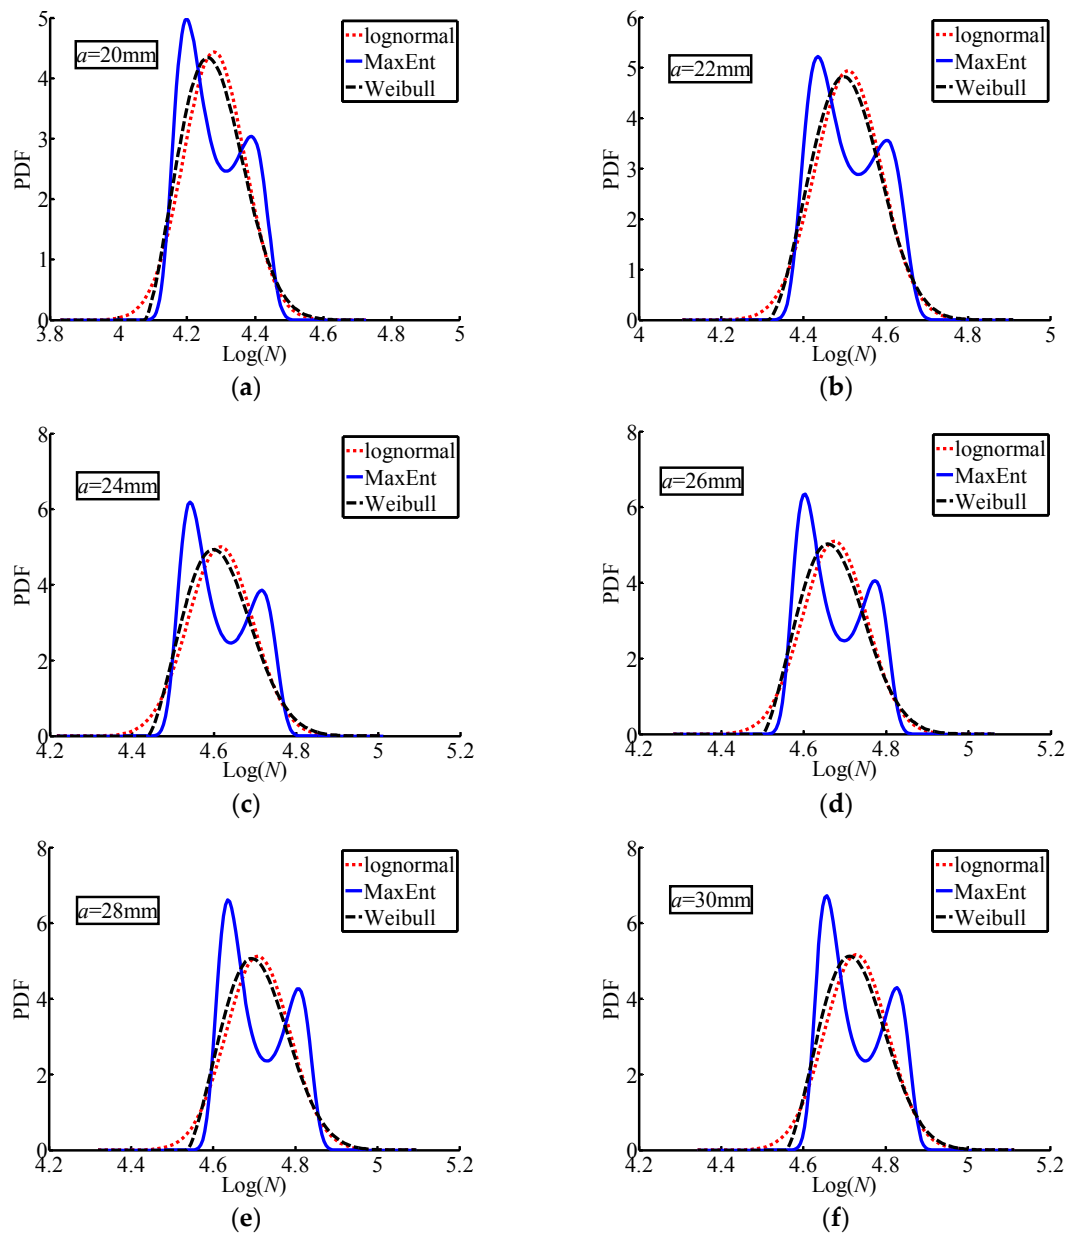 5
4
3
2
1
0
PDF
a=20mm
lognormal
MaxEnt
Weibull
3.8 4 4.2 4.4 4.6 4.8 5
Log(N)
(a)
6
5
4
3
2
1
0
PDF
a=22mm
lognormal
MaxEnt
Weibull
4 4.2 4.4 4.6 4.8 5
Log(N)
(b)
8
6
4
2
0
PDF
a=24mm
lognormal
MaxEnt
Weibull
4.2 4.4 4.6 4.8 5 5.2
Log(N)
(c)
8
6
4
2
0
PDF
a=26mm
lognormal
MaxEnt
Weibull
4.2 4.4 4.6 4.8 5 5.2
Log(N)
(d)
8
6
4
2
0
PDF
a=28mm
lognormal
MaxEnt
Weibull
4.2 4.4 4.6 4.8 5 5.2
Log(N)
(e)
8
6
4
2
0
PDF
a=30mm
lognormal
MaxEnt
Weibull
4.2 4.4 4.6 4.8 5 5.2
Log(N)
(f)